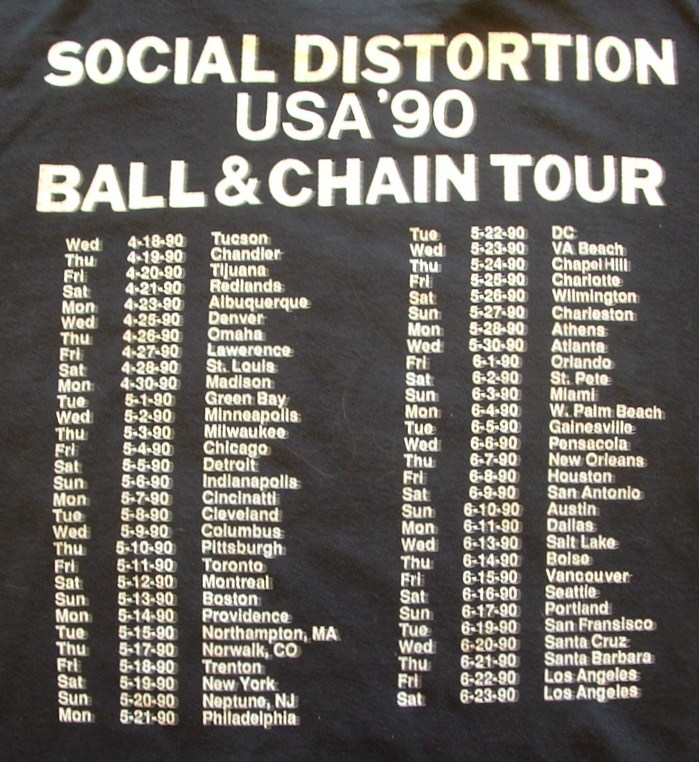 SOCIAL DISTORTION
USA '90
BALL & CHAIN TOUR
Wed 4-18-90 Tucson
Thu 4-19-90 Chandler
Fri 4-20-90 Tijuana
Sat 4-21-90 Redlands
Mon 4-23-90 Albuquerque
Wed 4-25-90 Denver
Thu 4-26-90 Omaha
Fri 4-27-90 Lawerence
Sat 4-28-90 St. Louis
Mon 4-30-90 Madison
Tue 5-1-90 Green Bay
Wed 5-2-90 Minneapolis
Thu 5-3-90 Milwaukee
Fri 5-4-90 Chicago
Sat 5-5-90 Detroit
Sun 5-6-90 Indianapolis
Mon 5-7-90 Cincinatti
Tue 5-8-90 Cleveland
Wed 5-9-90 Columbus
Thu 5-10-90 Pittsburgh
Fri 5-11-90 Toronto
Sat 5-12-90 Montreal
Sun 5-13-90 Boston
Mon 5-14-90 Providence
Tue 5-15-90 Northampton, MA
Thu 5-17-90 Norwalk, CO
Fri 5-18-90 Trenton
Sat 5-19-90 New York
Sun 5-20-90 Neptune, NJ
Mon 5-21-90 Philadelphia
Tue 5-22-90 DC
Wed 5-23-90 VA Beach
Thu 5-24-90 Chapel Hill
Fri 5-25-90 Charlotte
Sat 5-26-90 Wilmington
Sun 5-27-90 Charleston
Mon 5-28-90 Athens
Wed 5-30-90 Atlanta
Fri 6-1-90 Orlando
Sat 6-2-90 St. Pete
Sun 6-3-90 Miami
Mon 6-4-90 W. Palm Beach
Tue 6-5-90 Gainesville
Wed 6-6-90 Pensacola
Thu 6-7-90 New Orleans
Fri 6-8-90 Houston
Sat 6-9-90 San Antonio
Sun 6-10-90 Austin
Mon 6-11-90 Dallas
Wed 6-13-90 Salt Lake
Thu 6-14-90 Boise
Fri 6-15-90 Vancouver
Sat 6-16-90 Seattle
Sun 6-17-90 Portland
Tue 6-19-90 San Fransisco
Wed 6-20-90 Santa Cruz
Thu 6-21-90 Santa Barbara
Fri 6-22-90 Los Angeles
Sat 6-23-90 Los Angeles